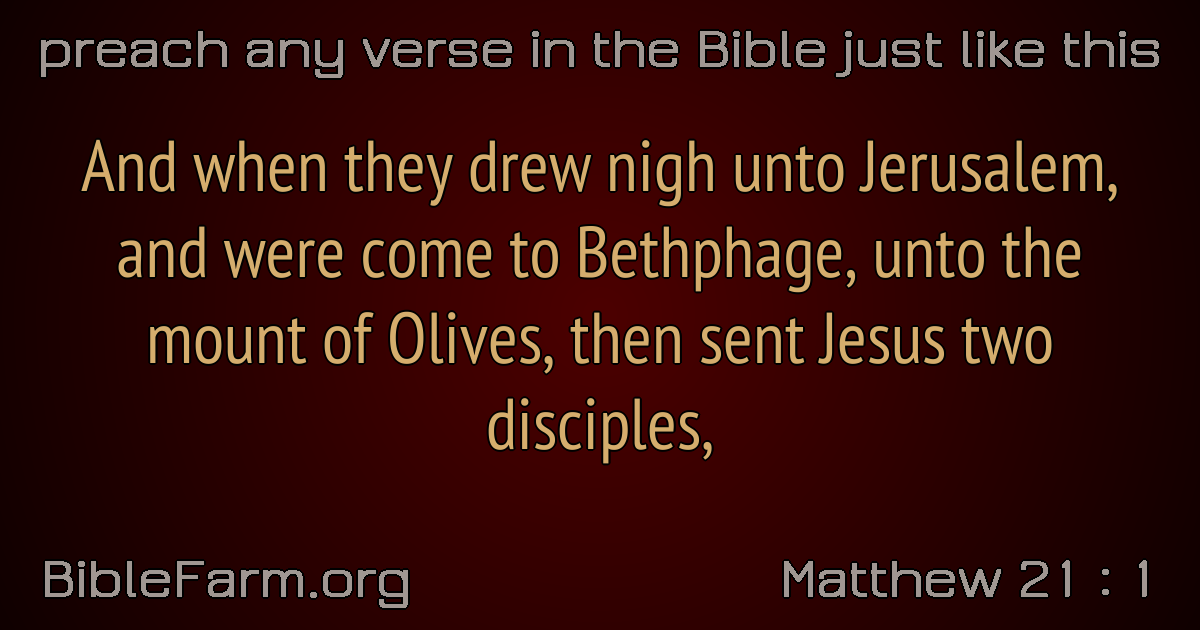 preach any verse in the Bible just like this
And when they drew nigh unto Jerusalem,
and were come to Bethphage, unto the
mount of Olives, then sent Jesus two
disciples,
BibleFarm.org
Matthew 21 : 1